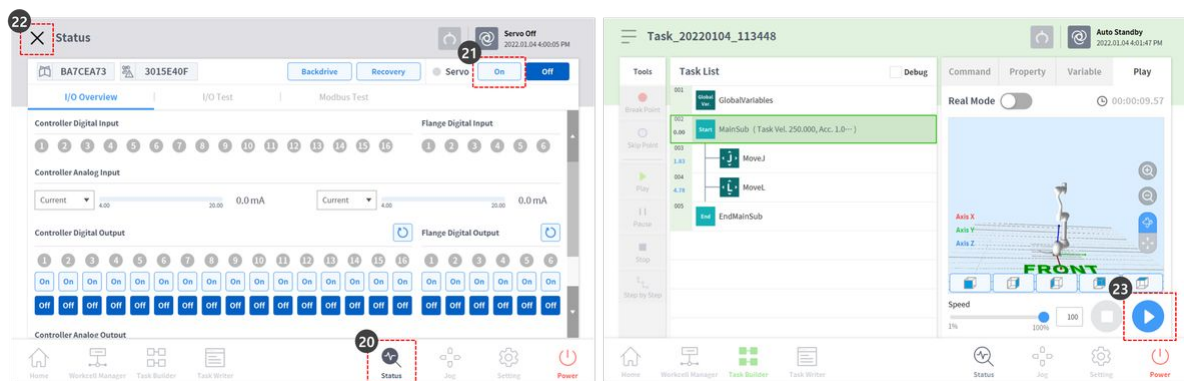 22
Status
Servo Off
2022.01.04 4:00:05 PM
21
BA7CEA73
3015E40F
Backdrive
Recovery
Servo
On
Off
I/O Overview
I/O Test
Modbus Test
Controller Digital Input
Flange Digital Input
1 2 3 4 5 6 7 8 9 10 11 12 13 14 15 16
1 2 3 4 5 6
Controller Analog Input
Current
4.00
20.00
0.0 mA
Current
4.00
20.00
0.0 mA
Controller Digital Output
Flange Digital Output
1 2 3 4 5 6 7 8 9 10 11 12 13 14 15 16
1 2 3 4 5 6
On On On On On On On On On On On On On On On On
On On On On On On
Off Off Off Off Off Off Off Off Off Off Off Off Off Off Off Off
Off Off Off Off Off Off
Controller Analog Output
20
Home
Workcell Manager
Task Builder
Task Writer
Status
Jog
Setting
Power
Task_20220104_113448
Auto Standby
2022.01.04 4:01:47 PM
Tools
Task List
Debug
Command
Property
Variable
Play
Break Point
Skip Point
Play
Pause
Stop
Step by Step
001
Global Var.
GlobalVariables
002
0.00
Start
MainSub ( Task Vel. 250.000, Acc. 1.0··· )
003
1.63
J
MoveJ
004
4.78
L
MoveL
005
End
EndMainSub
Real Mode
00:00:09.57
Axis X
Axis Y
Axis Z
FRONT
23
Speed
1%
100%
100
Home
Workcell Manager
Task Builder
Task Writer
Status
Jog
Setting
Power